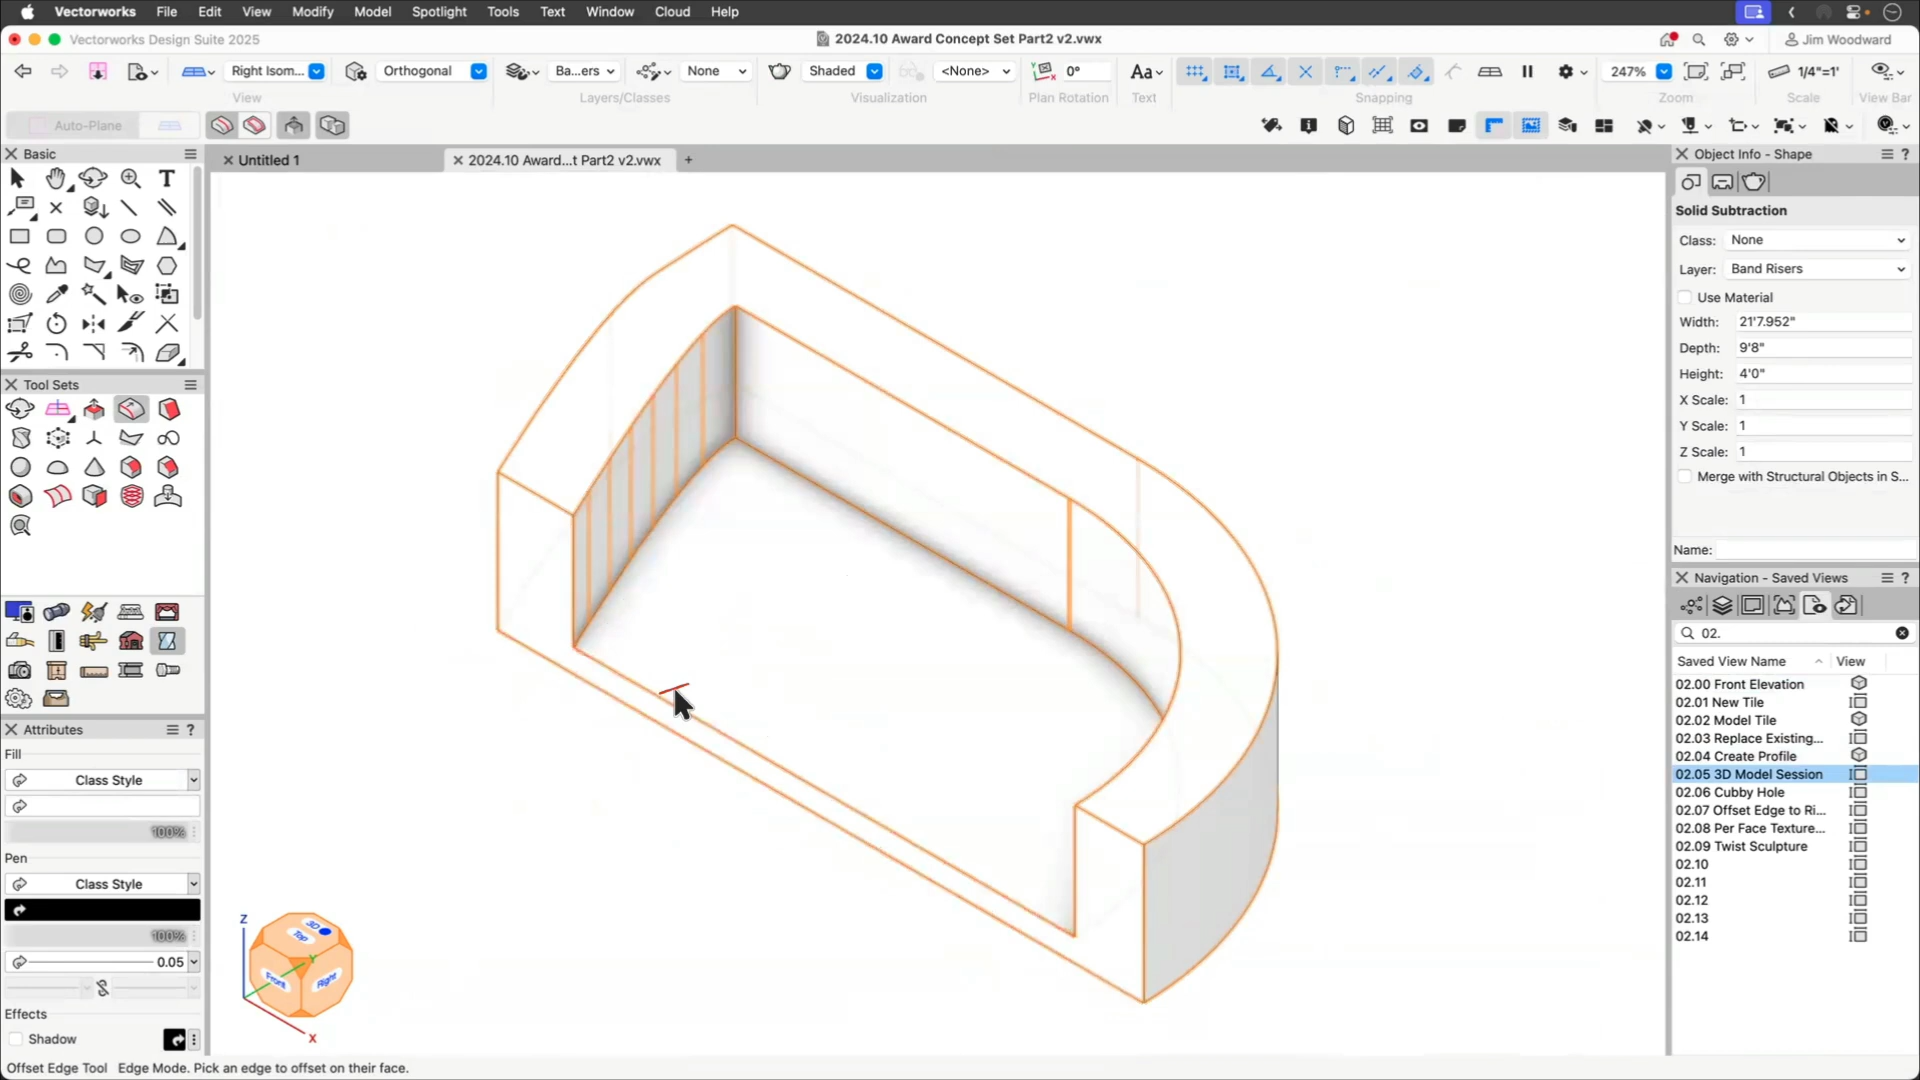 Vectorworks File Edit View Modify Model Spotlight Tools Text Window Cloud Help
Vectorworks Design Suite 2025
2024.10 Award Concept Set Part2 v2.vwx
Jim Woodward
Right Isom...
Orthogonal
Ba...ers
None
Shaded
<None>
0°
Aa
247%
1/4"=1'
View
Layers/Classes
Visualization
Plan Rotation
Text
Snapping
Zoom
Scale
View Bar
Auto-Plane
Basic
Untitled 1
2024.10 Award...t Part2 v2.vwx
T
Tool Sets
Attributes
Fill
Class Style
100%
Pen
Class Style
100%
0.05
Effects
Shadow
Z
3D
Top
Y
Front
Right
X
Object Info - Shape
Solid Subtraction
Class: None
Layer: Band Risers
Use Material
Width: 21'7.952"
Depth: 9'8"
Height: 4'0"
X Scale: 1
Y Scale: 1
Z Scale: 1
Merge with Structural Objects in S...
Name:
Navigation - Saved Views
02.
Saved View Name View
02.00 Front Elevation
02.01 New Tile
02.02 Model Tile
02.03 Replace Existing...
02.04 Create Profile
02.05 3D Model Session
02.06 Cubby Hole
02.07 Offset Edge to Ri...
02.08 Per Face Texture...
02.09 Twist Sculpture
02.10
02.11
02.12
02.13
02.14
Offset Edge Tool Edge Mode. Pick an edge to offset on their face.